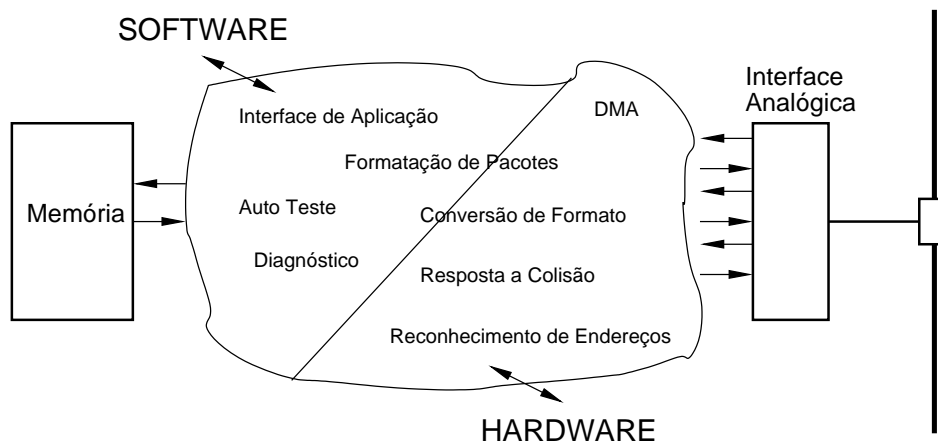 SOFTWARE
Interface
Analógica
DMA
Interface de Aplicação
Formatação de Pacotes
Memória
Auto Teste
Conversão de Formato
Diagnóstico
Resposta a Colisão
Reconhecimento de Endereços
HARDWARE